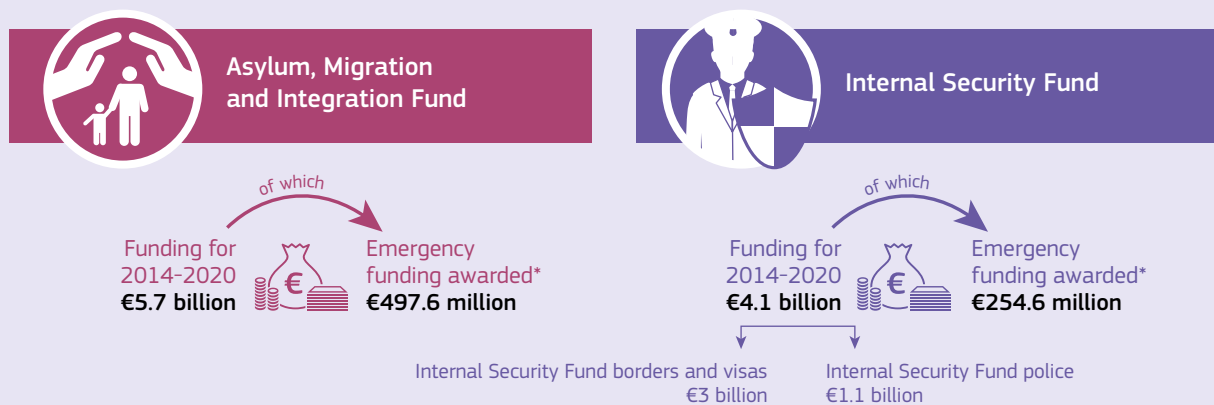 Asylum, Migration
and Integration Fund
of which
Funding for
2014-2020
€5.7 billion
€
Emergency
funding awarded*
€497.6 million
Internal Security Fund
of which
Funding for
2014-2020
€4.1 billion
€
Emergency
funding awarded*
€254.6 million
Internal Security Fund borders and visas
€3 billion
Internal Security Fund police
€1.1 billion